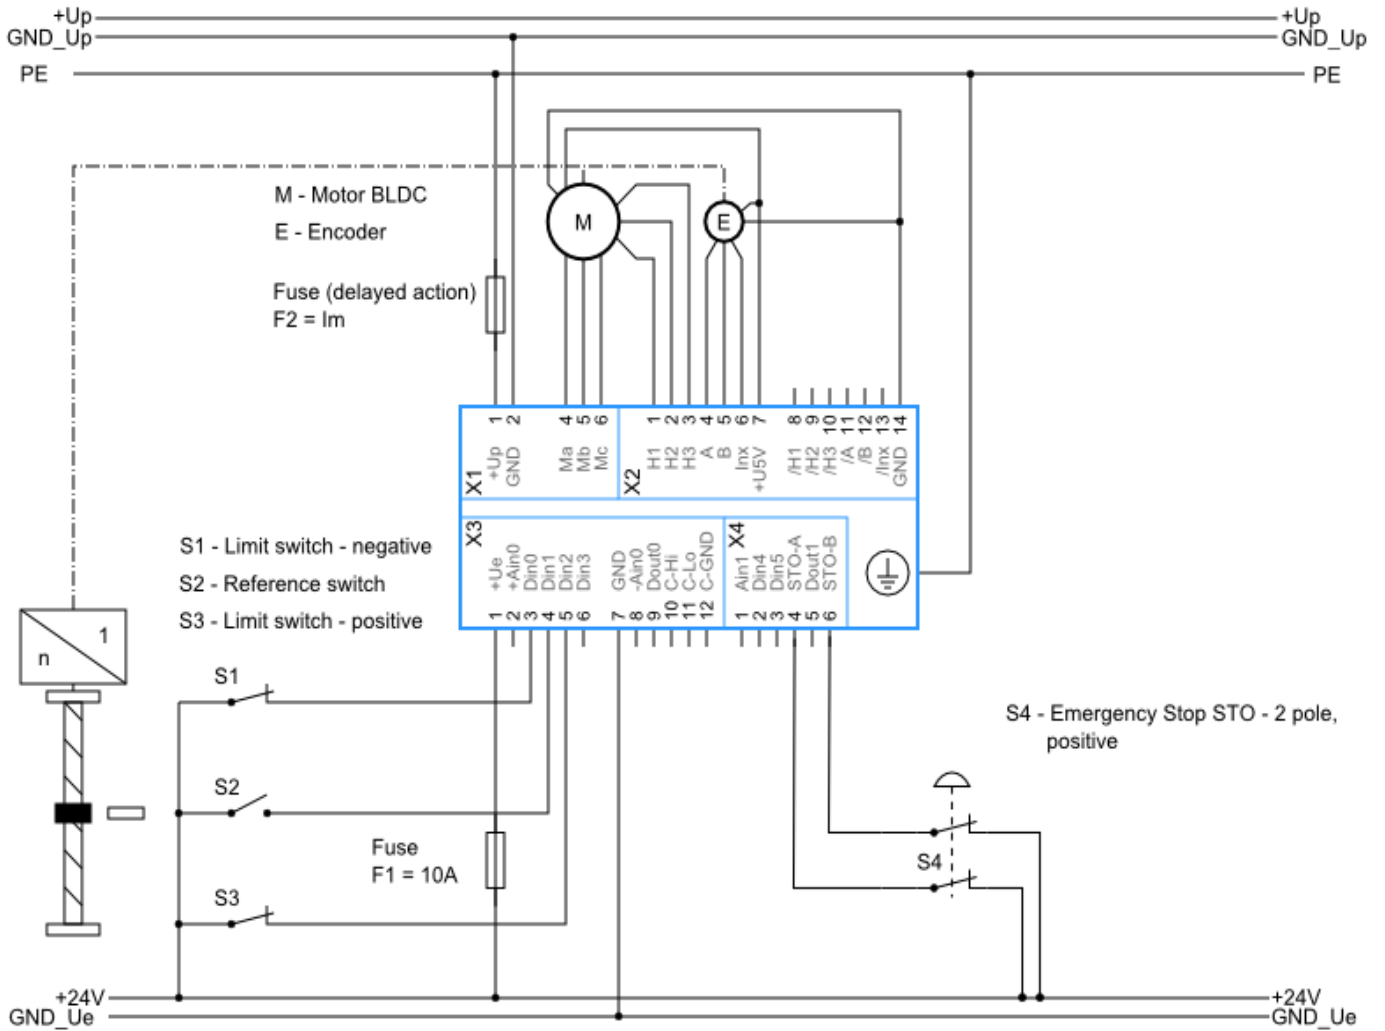 +Up +Up
GND_Up GND_Up
PE PE
M - Motor BLDC
M E
E - Encoder
Fuse (delayed action)
F2 = Im
1 2 4 5 6 1 2 3 4 5 6 7 8 9 10 11 12 13 14
+Up GND Ma Mb Mc H1 H2 H3 A B Inx +U5V /H1 /H2 /H3 /A /B /Inx GND
X1 X2
X3 X4
+Ue +Ain0 Din0 Din1 Din2 Din3 GND -Ain0 Dout0 C-Hi C-Lo C-GND Ain1 Din4 Din5 STO-A Dout1 STO-B
1 2 3 4 5 6 7 8 9 10 11 12 1 2 3 4 5 6
S1 - Limit switch - negative
S2 - Reference switch
S3 - Limit switch - positive
1
n
S1
S4 - Emergency Stop STO - 2 pole,
positive
S2
Fuse
F1 = 10A
S4
S3
+24V +24V
GND_Ue GND_Ue